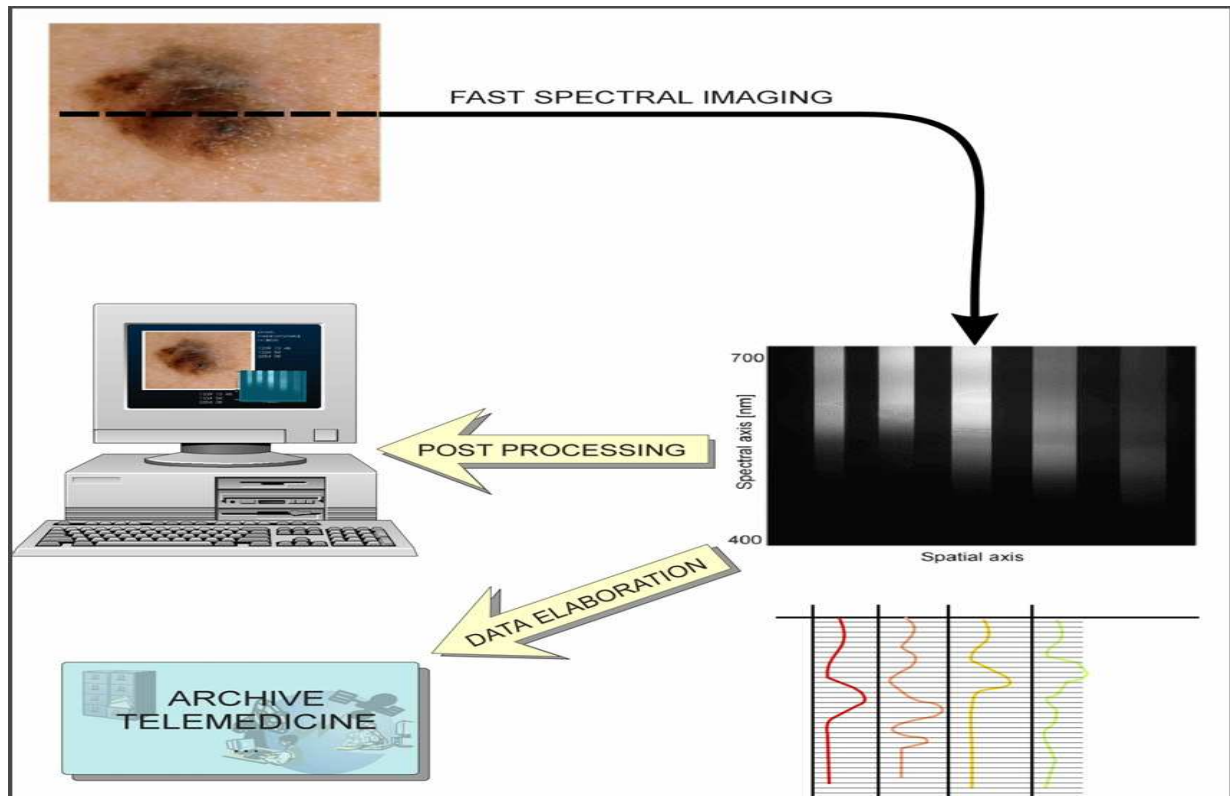 FAST SPECTRAL IMAGING
700
Spectral axis [nm]
400
Spatial axis
POST PROCESSING
DATA ELABORATION
ARCHIVE
TELEMEDICINE